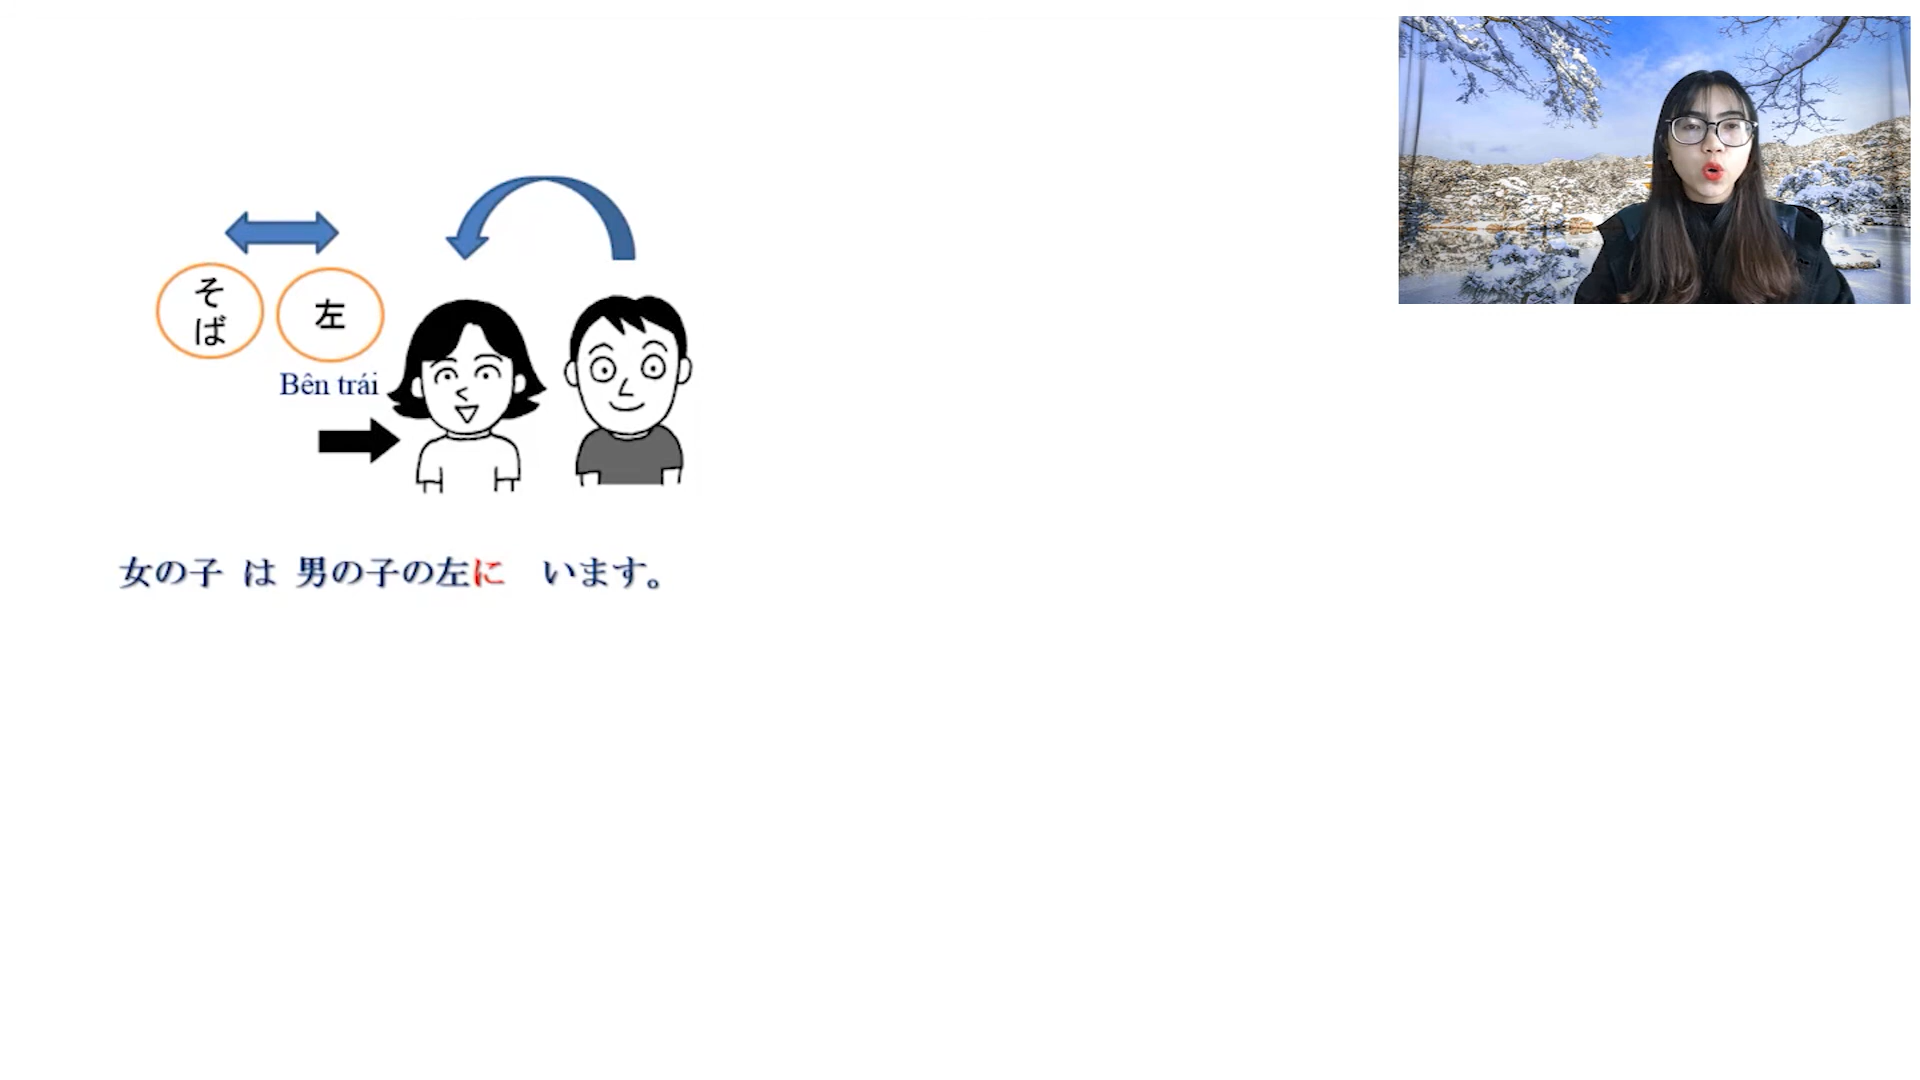 そ
ば
左
Bên trái
女の子 は 男の子の左に います。